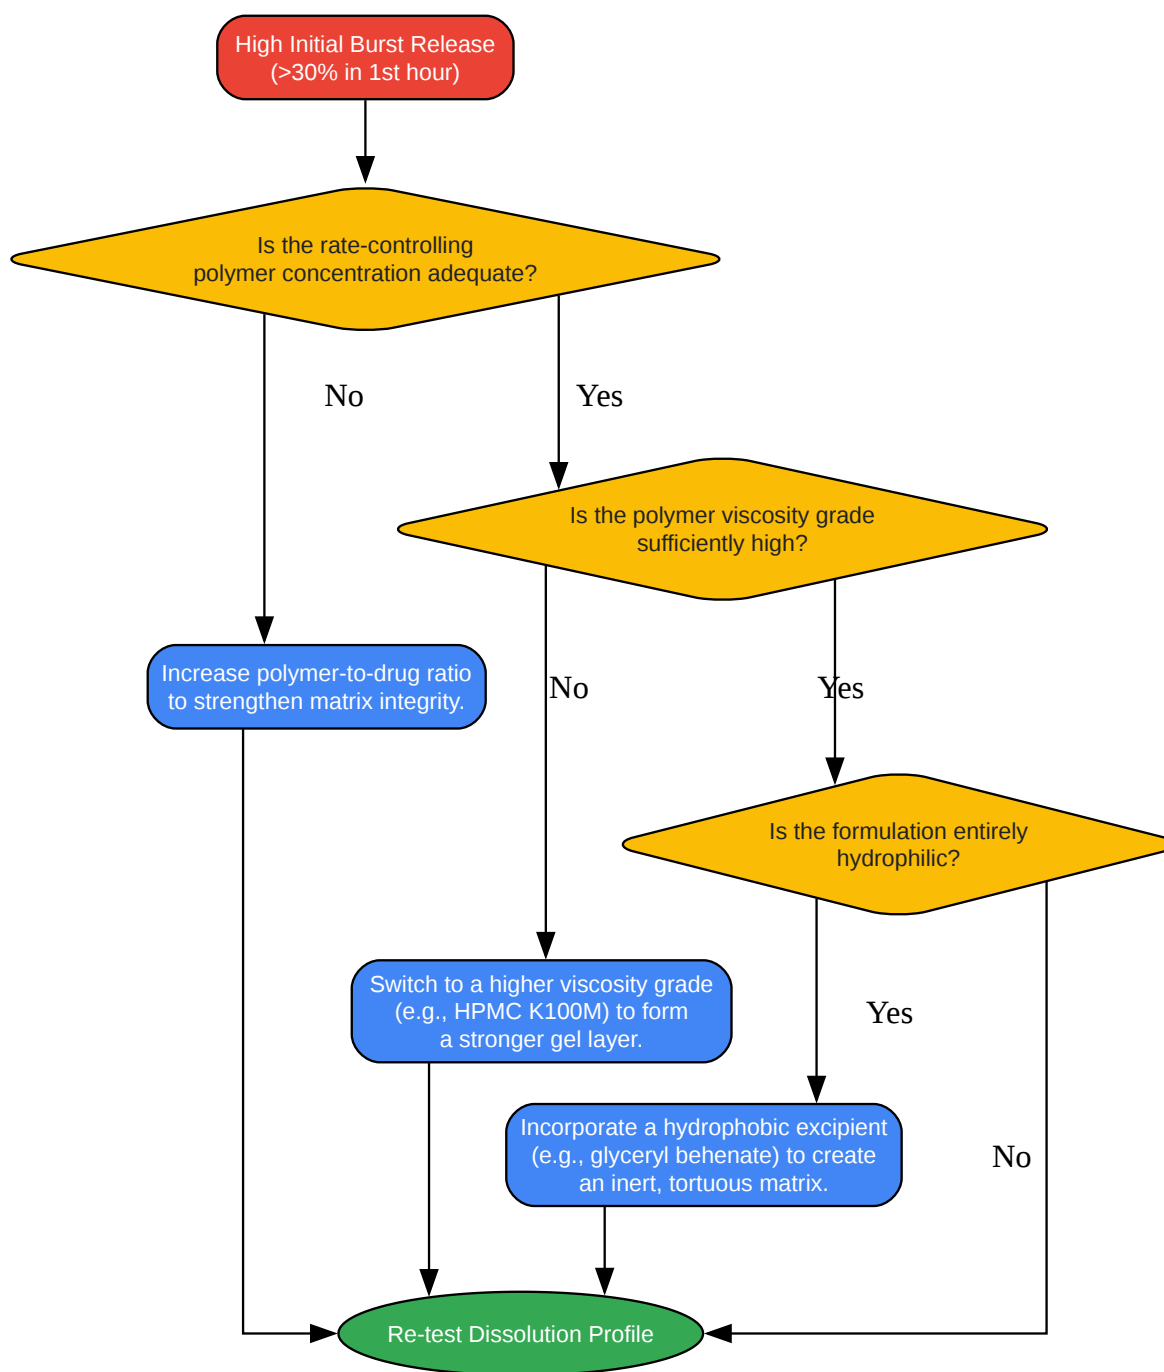 High Initial Burst Release
(>30% in 1st hour)
Is the rate-controlling
polymer concentration adequate?
No
Yes
Is the polymer viscosity grade
sufficiently high?
Increase polymer-to-drug ratio
to strengthen matrix integrity.
No
Yes
Is the formulation entirely
hydrophilic?
Switch to a higher viscosity grade
(e.g., HPMC K100M) to form
a stronger gel layer.
Yes
Incorporate a hydrophobic excipient
(e.g., glyceryl behenate) to create
an inert, tortuous matrix.
No
Re-test Dissolution Profile